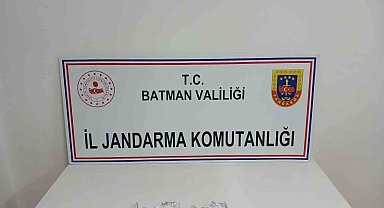 T.C.
BATMAN VALİLİĞİ
İL JANDARMA KOMUTANLIĞI